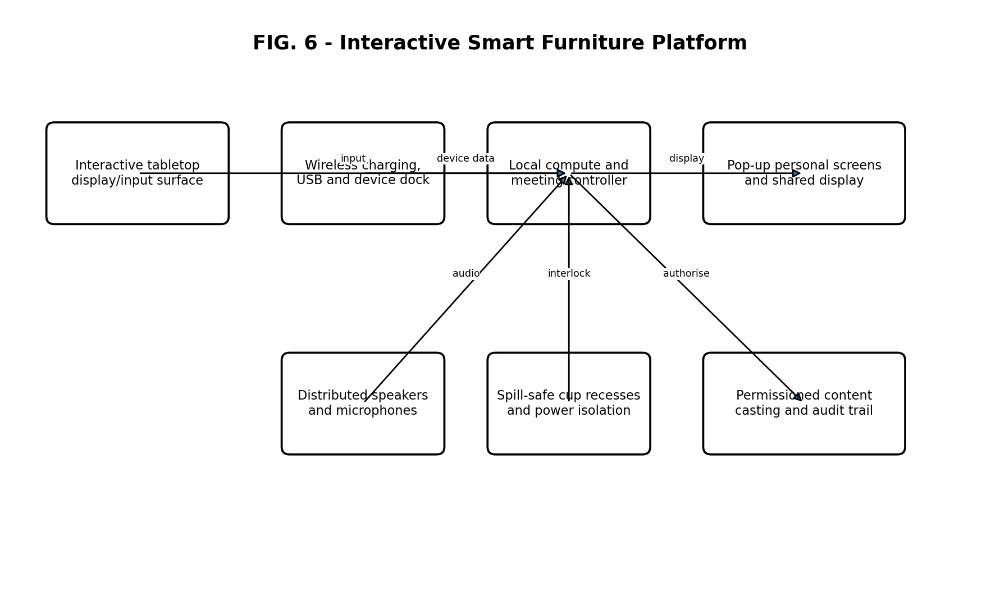 FIG. 6 - Interactive Smart Furniture Platform
Interactive tabletop
display/input surface
input
Wireless charging,
USB and device dock
device data
Local compute and
meeting controller
display
Pop-up personal screens
and shared display
audio
interlock
authorise
Distributed speakers
and microphones
Spill-safe cup recesses
and power isolation
Permissioned content
casting and audit trail